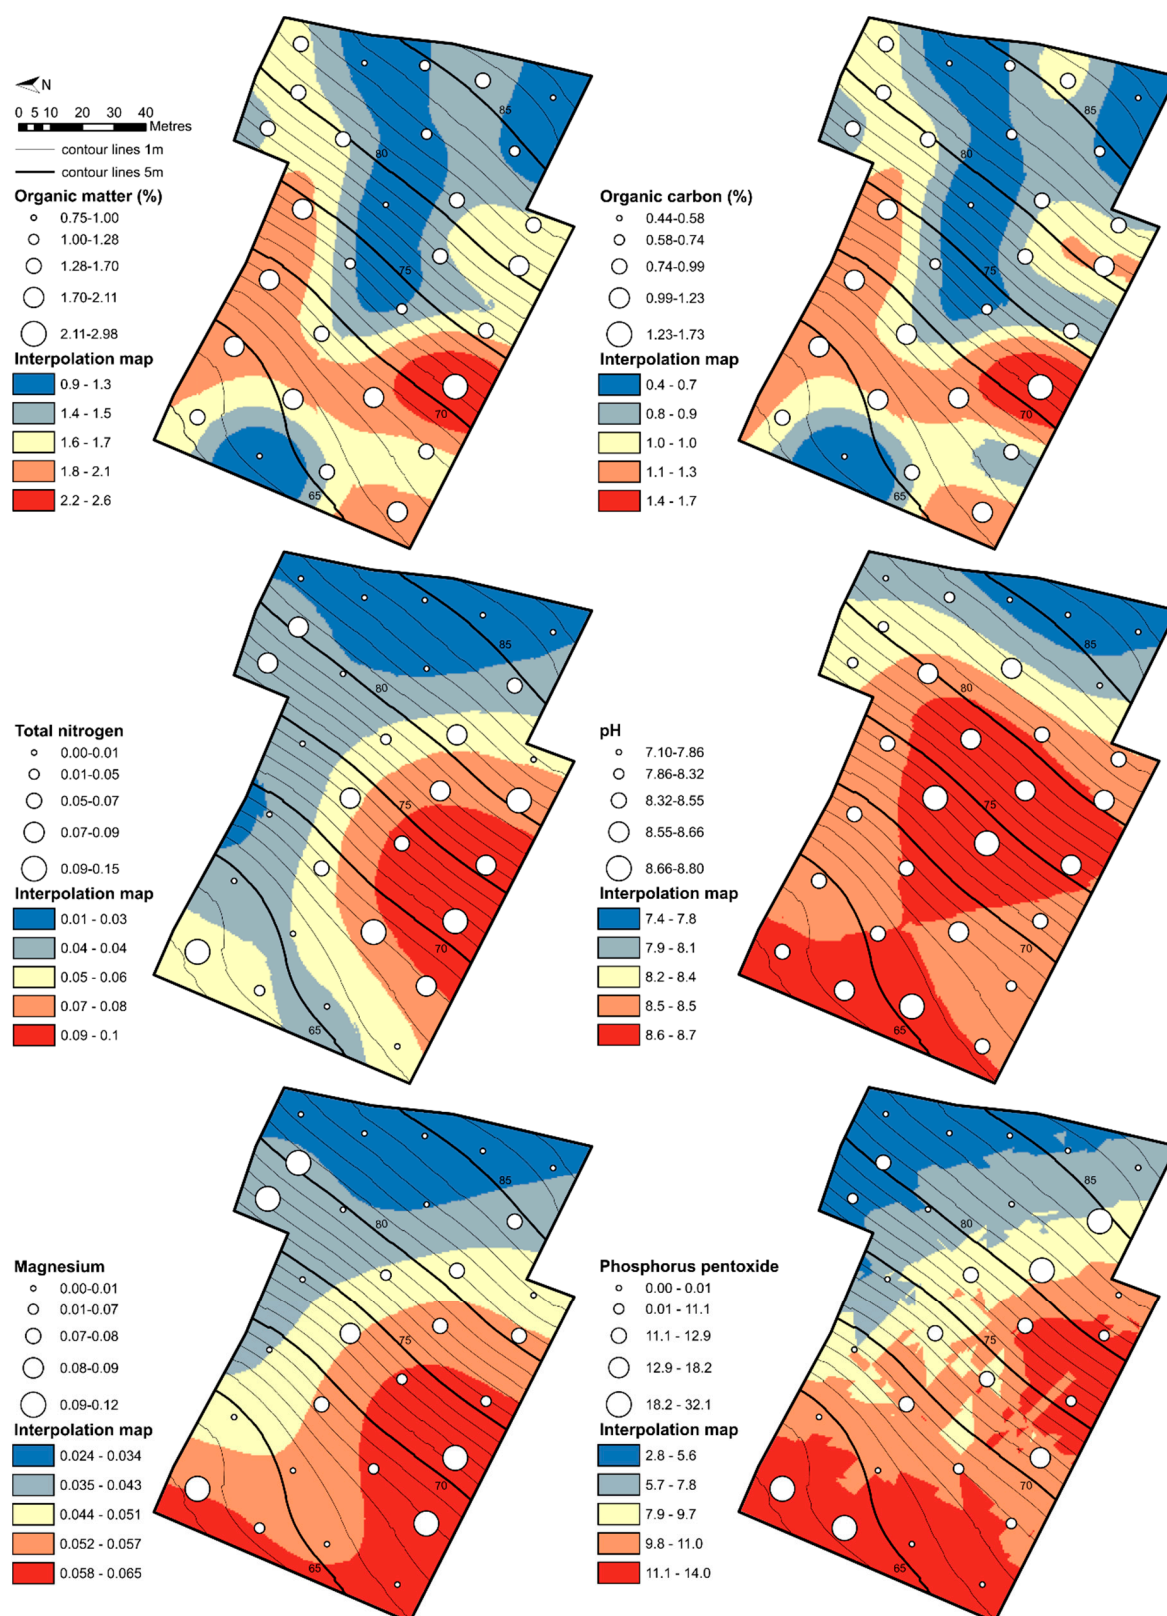 N
0 5 10 20 30 40
Metres
contour lines 1m
contour lines 5m
Organic matter (%)
0.75-1.00
1.00-1.28
1.28-1.70
1.70-2.11
2.11-2.98
Interpolation map
0.9 - 1.3
1.4 - 1.5
1.6 - 1.7
1.8 - 2.1
2.2 - 2.6
85
80
75
70
65
Organic carbon (%)
0.44-0.58
0.58-0.74
0.74-0.99
0.99-1.23
1.23-1.73
Interpolation map
0.4 - 0.7
0.8 - 0.9
1.0 - 1.0
1.1 - 1.3
1.4 - 1.7
85
80
75
70
65
Total nitrogen
0.00-0.01
0.01-0.05
0.05-0.07
0.07-0.09
0.09-0.15
Interpolation map
0.01 - 0.03
0.04 - 0.04
0.05 - 0.06
0.07 - 0.08
0.09 - 0.1
85
80
75
70
65
pH
7.10-7.86
7.86-8.32
8.32-8.55
8.55-8.66
8.66-8.80
Interpolation map
7.4 - 7.8
7.9 - 8.1
8.2 - 8.4
8.5 - 8.5
8.6 - 8.7
85
80
75
70
65
Magnesium
0.00-0.01
0.01-0.07
0.07-0.08
0.08-0.09
0.09-0.12
Interpolation map
0.024 - 0.034
0.035 - 0.043
0.044 - 0.051
0.052 - 0.057
0.058 - 0.065
85
80
75
70
65
Phosphorus pentoxide
0.00 - 0.01
0.01 - 11.1
11.1 - 12.9
12.9 - 18.2
18.2 - 32.1
Interpolation map
2.8 - 5.6
5.7 - 7.8
7.9 - 9.7
9.8 - 11.0
11.1 - 14.0
85
80
75
70
65